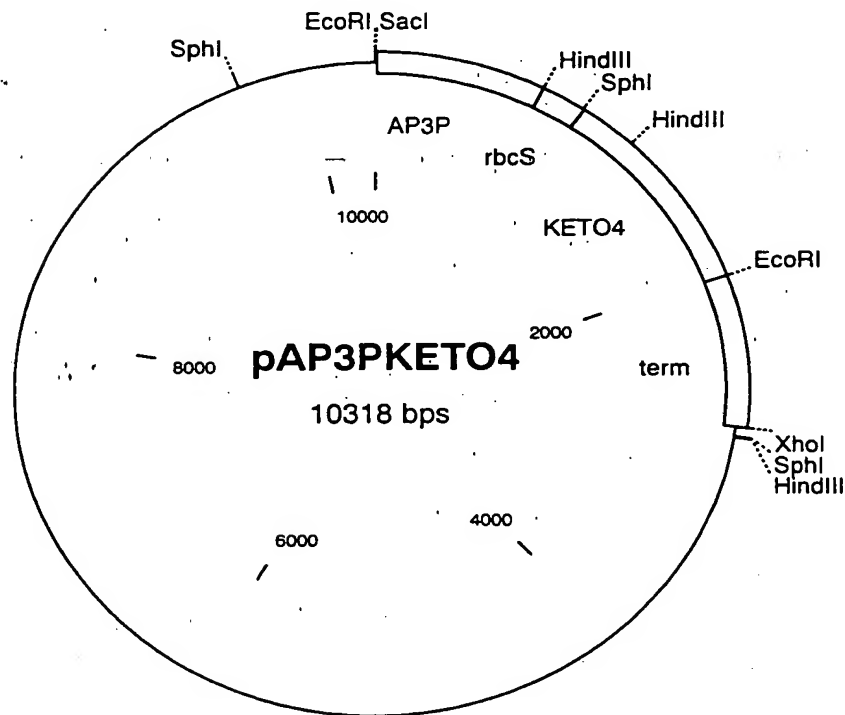 EcoRI SacI
SphI
HindIII
SphI
HindIII
AP3P
rbcS
10000
KETO4
EcoRI
2000
8000
pAP3PKETO4
term
10318 bps
XhoI
SphI
HindIII
4000
6000